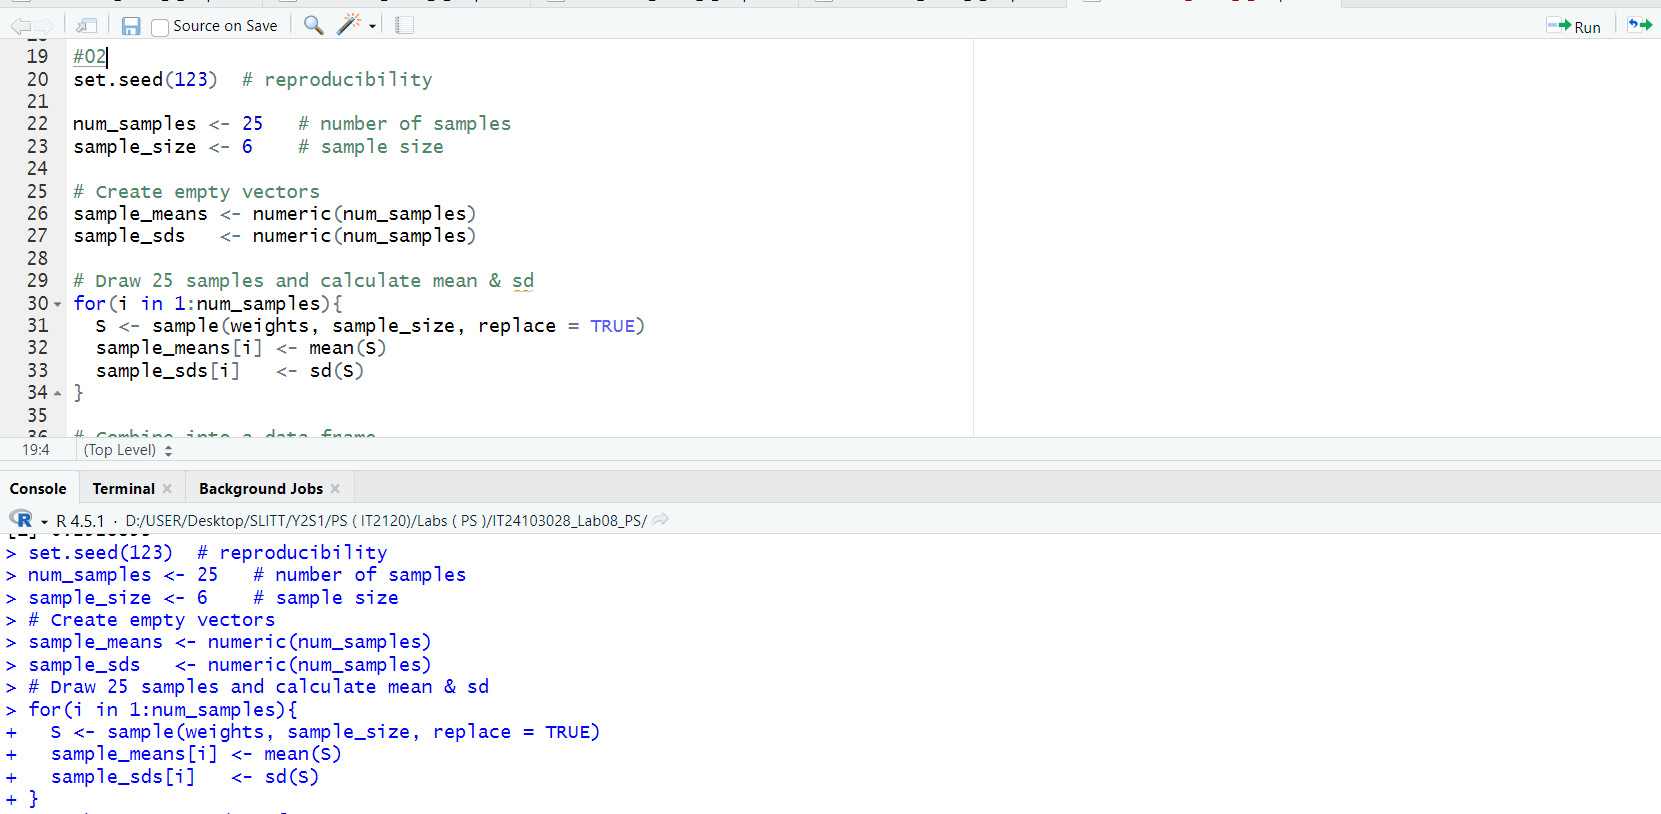 Source on Save
Run
19 #02
20 set.seed(123)  # reproducibility
21
22 num_samples <- 25   # number of samples
23 sample_size <- 6    # sample size
24
25 # Create empty vectors
26 sample_means <- numeric(num_samples)
27 sample_sds   <- numeric(num_samples)
28
29 # Draw 25 samples and calculate mean & sd
30 for(i in 1:num_samples){
31   S <- sample(weights, sample_size, replace = TRUE)
32   sample_means[i] <- mean(S)
33   sample_sds[i]   <- sd(S)
34 }
35
36 # Combine into a data frame
19:4 (Top Level)
Console Terminal Background Jobs
R 4.5.1 · D:/USER/Desktop/SLITT/Y2S1/PS ( IT2120)/Labs ( PS )/IT24103028_Lab08_PS/
> set.seed(123)  # reproducibility
> num_samples <- 25   # number of samples
> sample_size <- 6    # sample size
> # Create empty vectors
> sample_means <- numeric(num_samples)
> sample_sds   <- numeric(num_samples)
> # Draw 25 samples and calculate mean & sd
> for(i in 1:num_samples){
+   S <- sample(weights, sample_size, replace = TRUE)
+   sample_means[i] <- mean(S)
+   sample_sds[i]   <- sd(S)
+ }